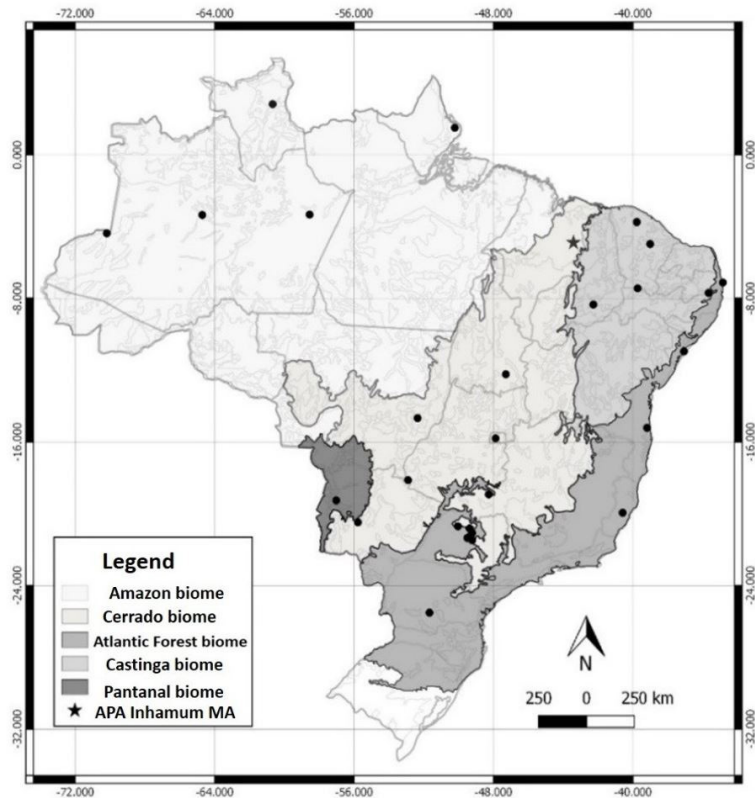 -72.000 -64.000 -56.000 -48.000 -40.000
0.000 0.000
-8.000 -8.000
-16.000 -16.000
-24.000 -24.000
-32.000 -32.000
Legend
Amazon biome
Cerrado biome
Atlantic Forest biome
Castinga biome
Pantanal biome
APA Inhamum MA
N
250 0 250 km
-72.000 -64.000 -56.000 -48.000 -40.000